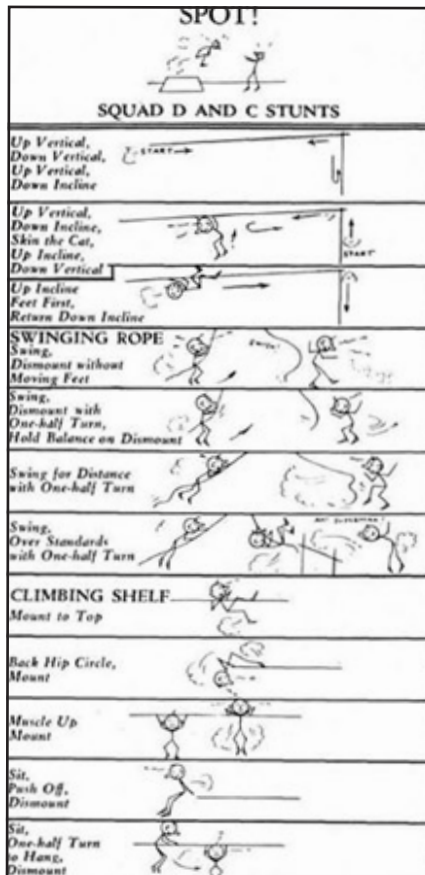 SPOT!
SQUAD D AND C STUNTS
Up Vertical,
Down Vertical,
Up Vertical,
Down Incline
START
Up Vertical,
Down Incline,
Skin the Cat,
Up Incline,
Down Vertical
START
Up Incline
Feet First,
Return Down Incline
SWINGING ROPE
Swing,
Dismount without
Moving Feet
Swing,
Dismount with
One-half Turn,
Hold Balance on Dismount
Swing for Distance
with One-half Turn
Swing,
Over Standards
with One-half Turn
CLIMBING SHELF
Mount to Top
Back Hip Circle,
Mount
Muscle Up
Mount
Sit,
Push Off,
Dismount
Sit,
One-half Turn
to Hang,
Dismount